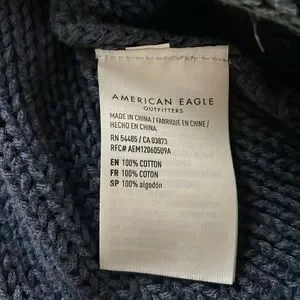 AMERICAN EAGLE
OUTFITTERS
MADE IN CHINA / FABRIQUÉ EN CHINE /
HECHO EN CHINA
RN 54485 / CA 03873
RFC# AEM12060509A
EN 100% COTTON
FR 100% COTON
SP 100% algodón